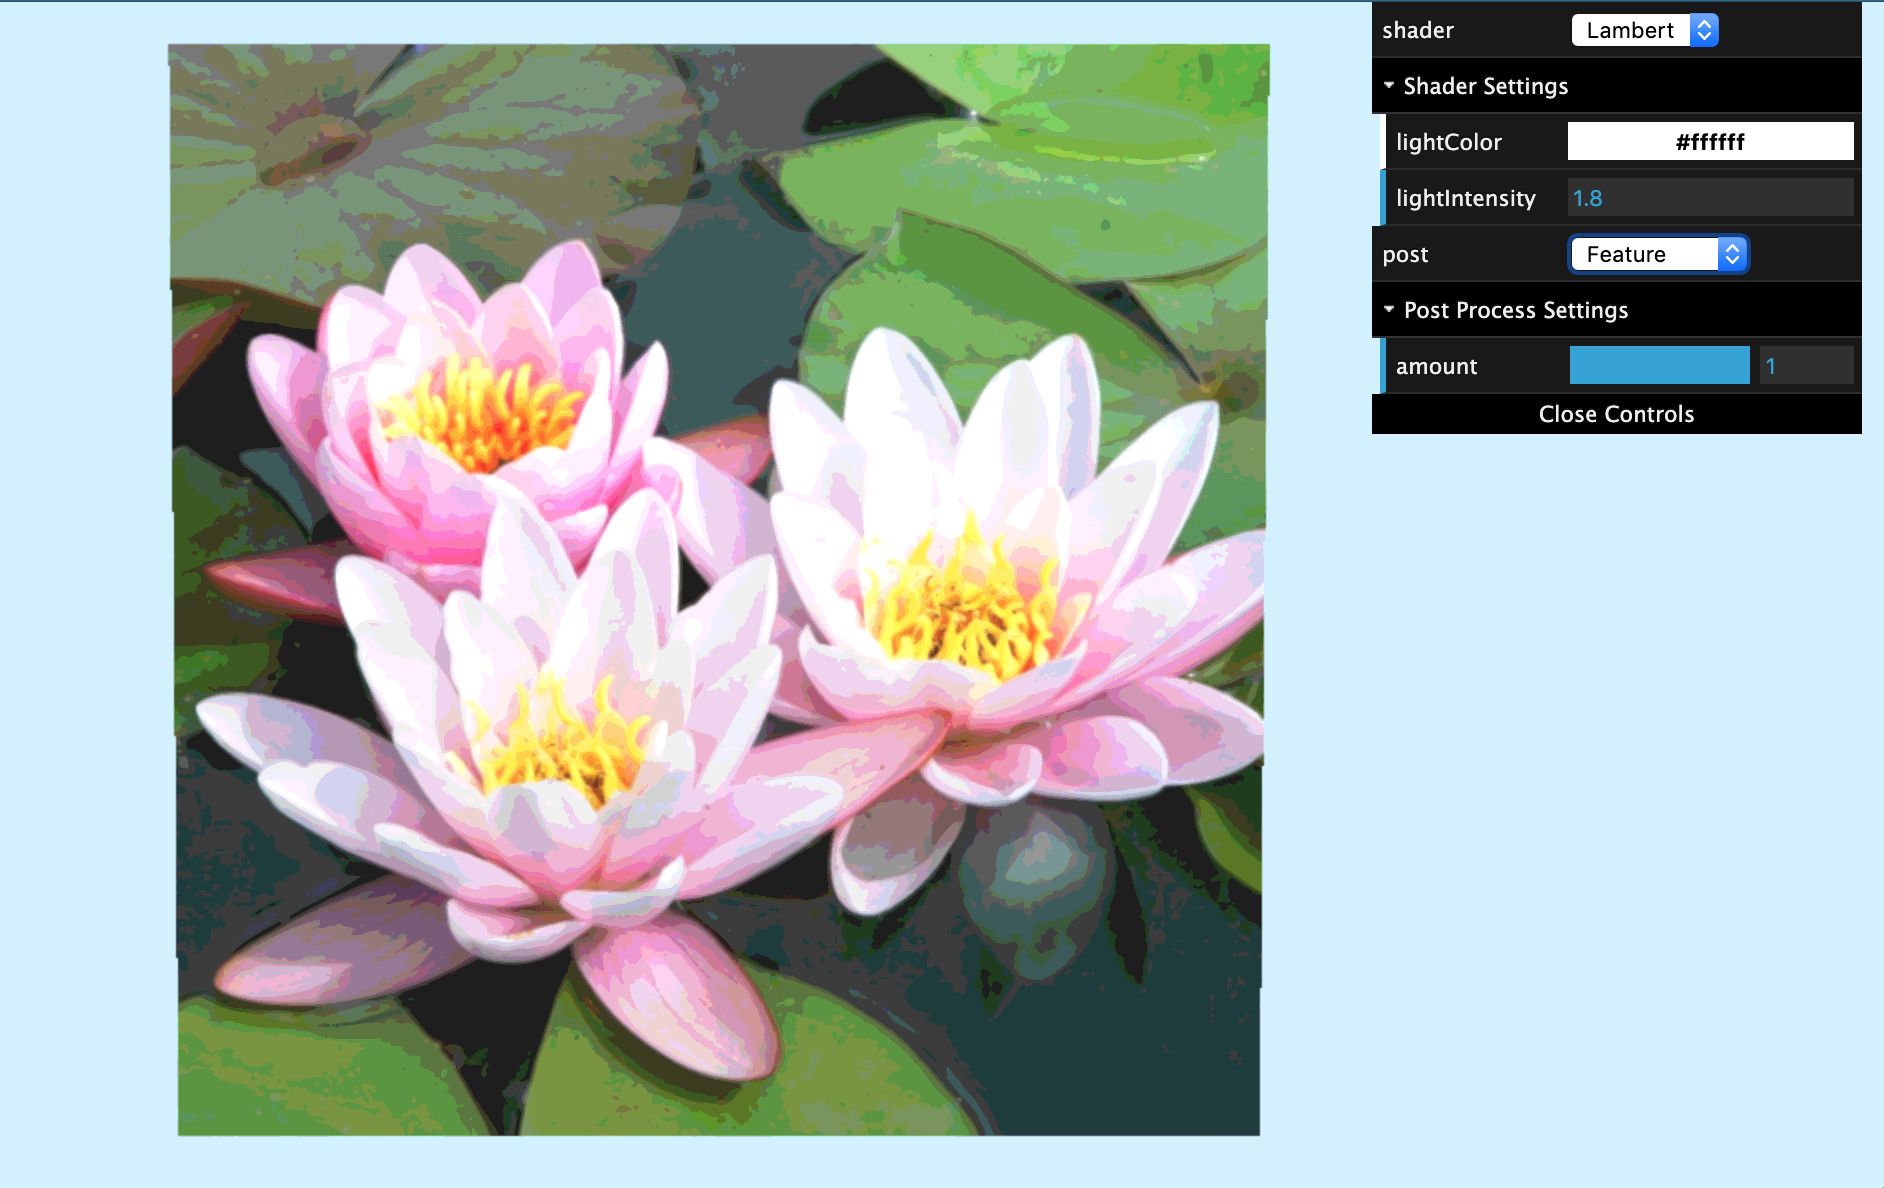 shader Lambert
Shader Settings
lightColor #ffffff
lightIntensity 1.8
post Feature
Post Process Settings
amount 1
Close Controls